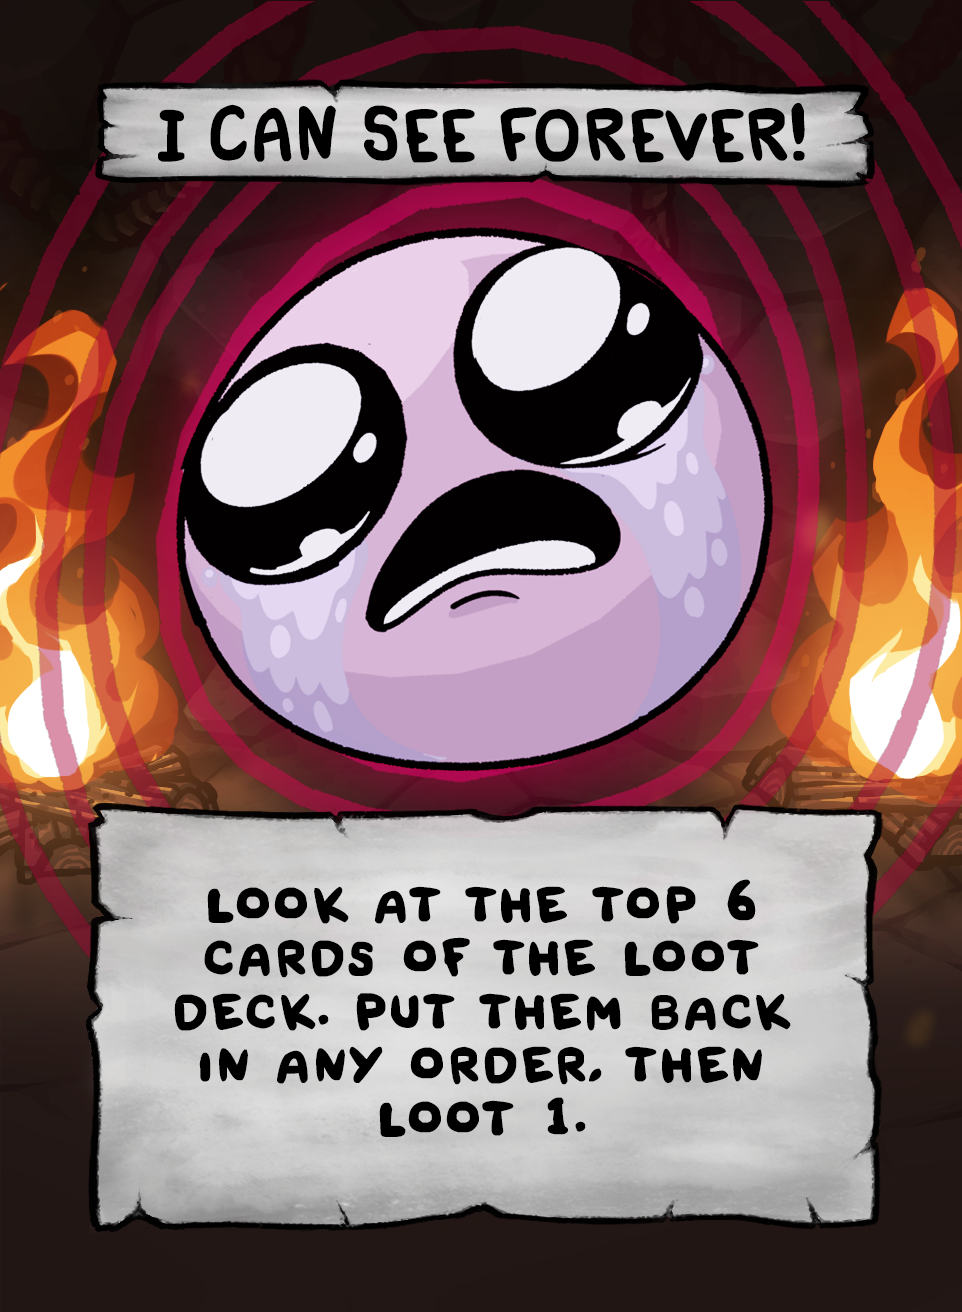 I CAN SEE FOREVER!
LOOK AT THE TOP 6
CARDS OF THE LOOT
DECK. PUT THEM BACK
IN ANY ORDER, THEN
LOOT 1.